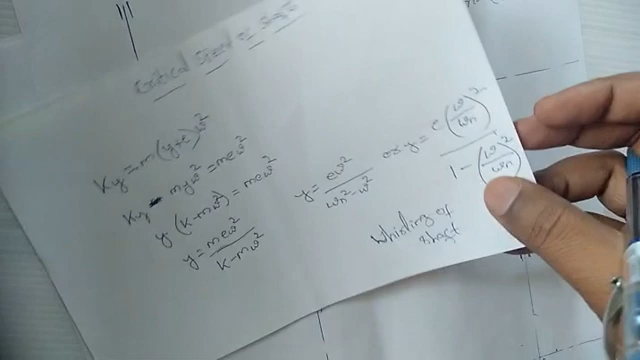 Critical Speed of Shaft
Ky = m(y+e)ω²
Ky - myω² = meω²
y (k-mω²) = meω²
y = meω² / k-mω²
y = eω² / ωn²-ω² or y = e(ω/ωn)² / 1-(ω/ωn)²
Whirling of
Shaft